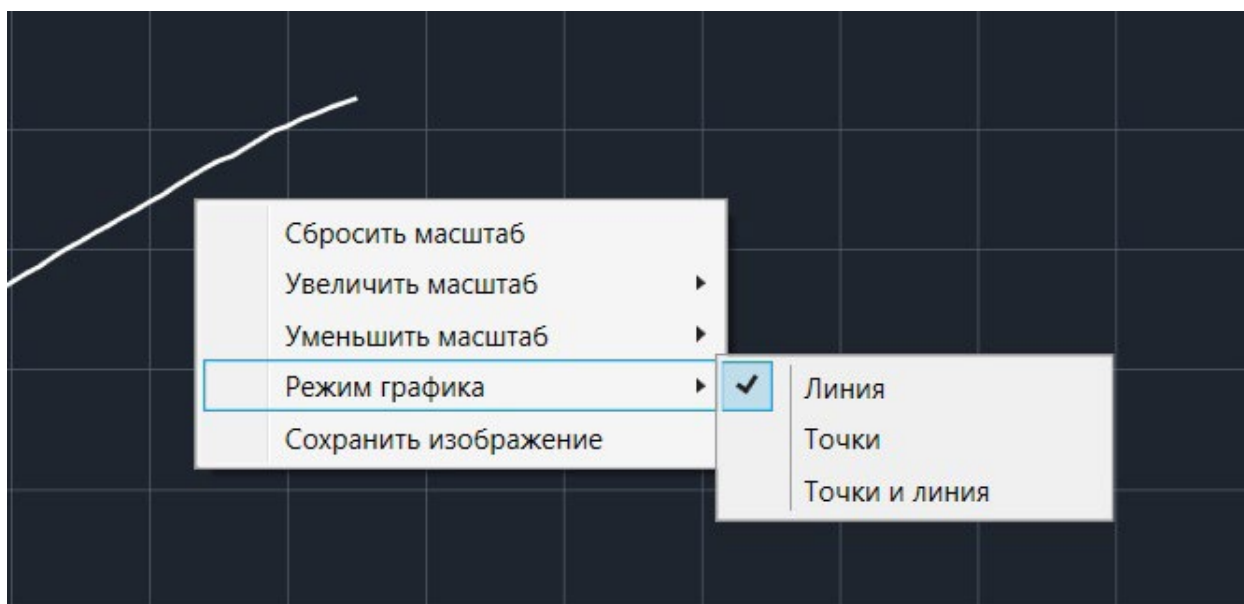 Сбросить масштаб
Увеличить масштаб
Уменьшить масштаб
Режим графика
Сохранить изображение
Линия
Точки
Точки и линия